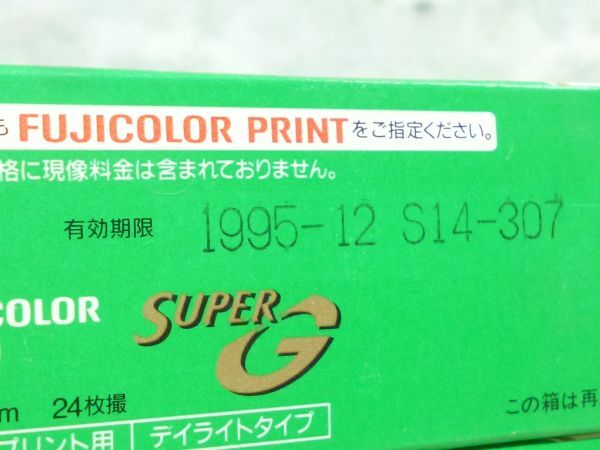 も FUJICOLOR PRINTをご指定ください。
格に現像料金は含まれておりません。
有効期限 1995-12 S14-307
COLOR SUPER G
m 24枚撮 この箱は再
プリント用 デイライトタイプ